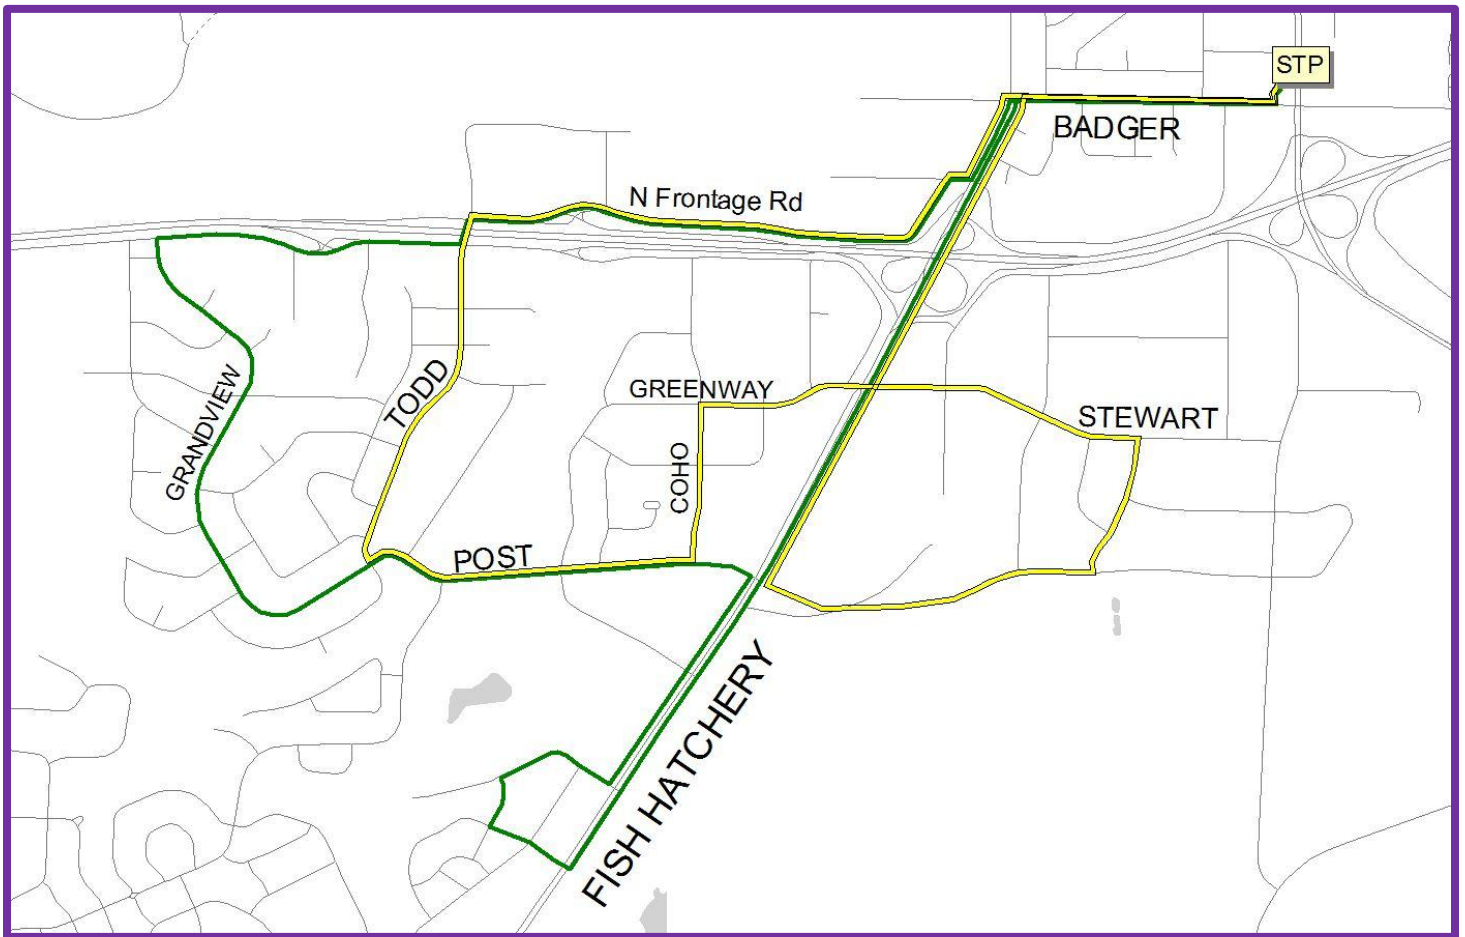 STP
BADGER
N Frontage Rd
GREENWAY
TODD
STEWART
GRANDVIEW
COHO
POST
FISH HATCHERY